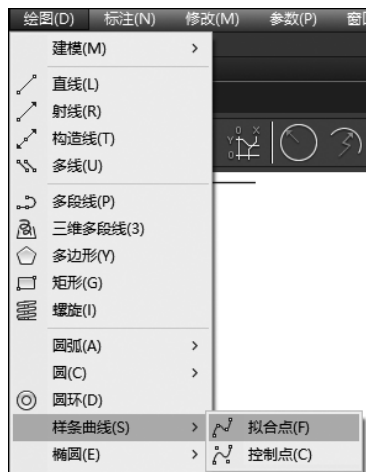 绘图(D) 标注(N) 修改(M) 参数(P) 窗
建模(M)
直线(L)
射线(R)
构造线(T)
多线(U)
多段线(P)
三维多段线(3)
多边形(Y)
矩形(G)
螺旋(I)
圆弧(A)
圆(C)
圆环(D)
样条曲线(S) 拟合点(F)
椭圆(E) 控制点(C)